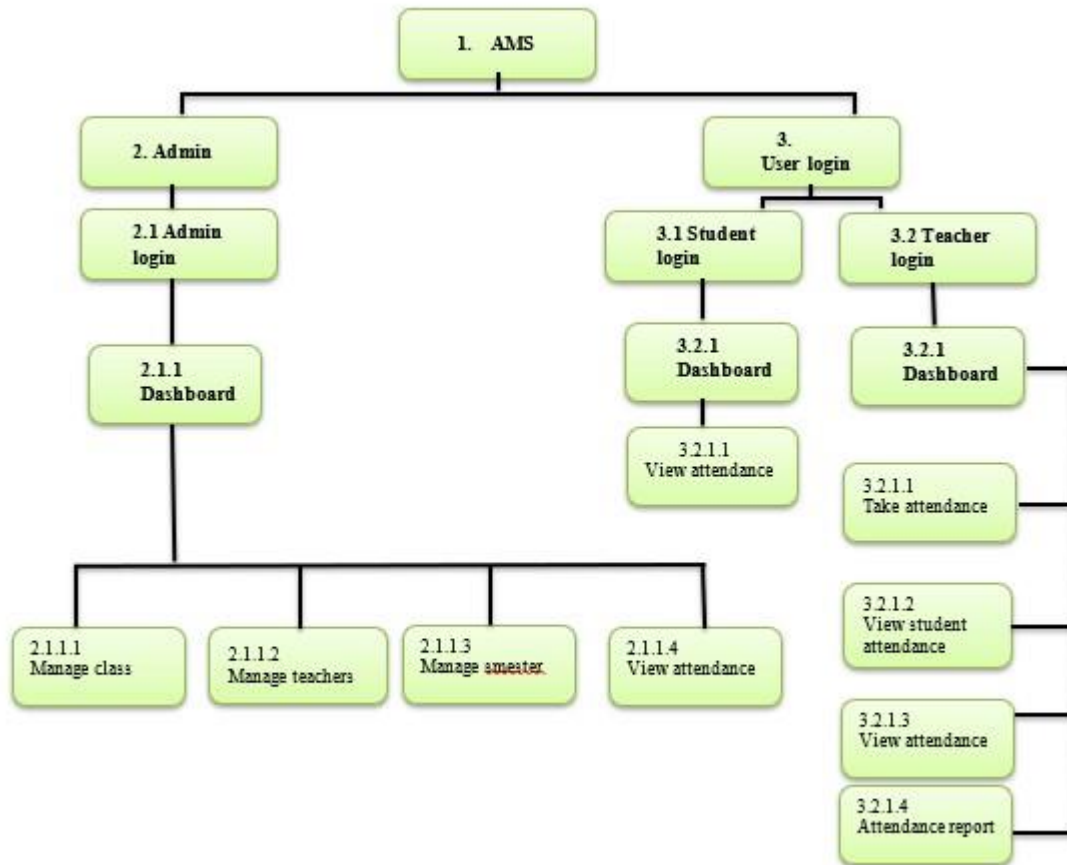 1. AMS
2. Admin
3.
User login
2.1 Admin
login
3.1 Student
login
3.2 Teacher
login
2.1.1
Dashboard
3.2.1
Dashboard
3.2.1
Dashboard
3.2.1.1
View attendance
3.2.1.1
Take attendance
3.2.1.2
View student
attendance
2.1.1.1
Manage class
2.1.1.2
Manage teachers
2.1.1.3
Manage smester
2.1.1.4
View attendance
3.2.1.3
View attendance
3.2.1.4
Attendance report